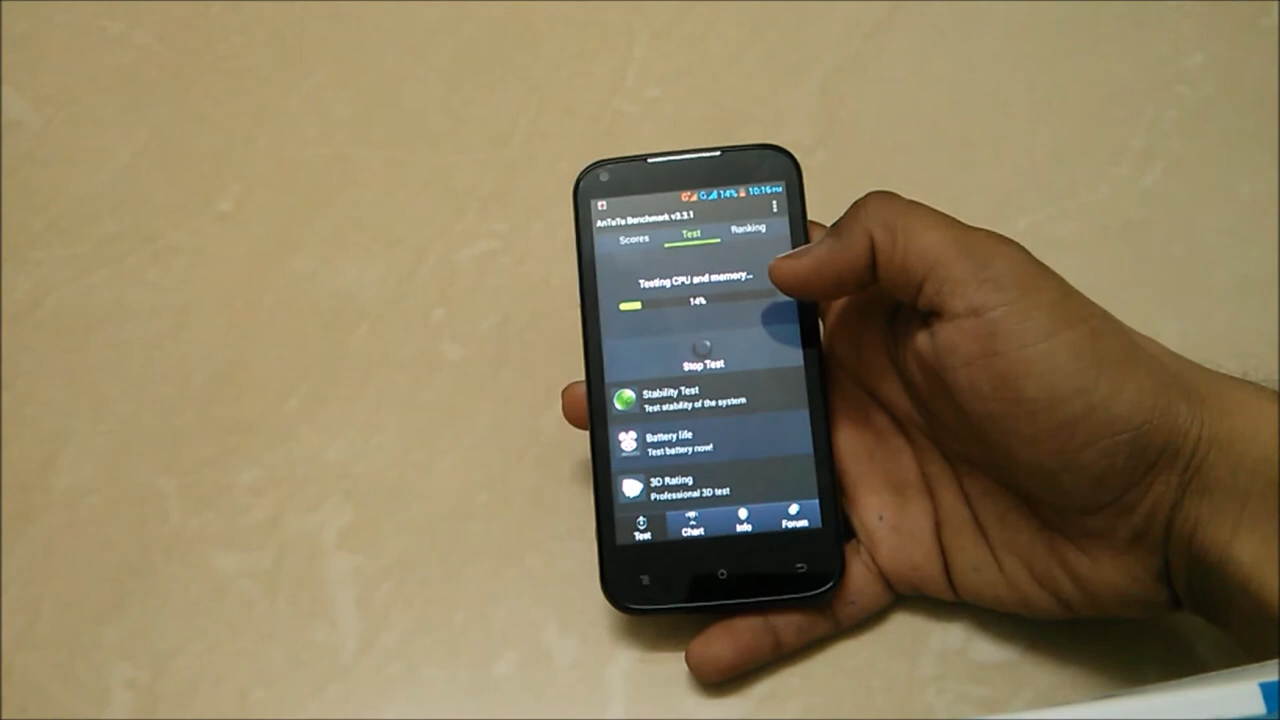 G G 14% 10:16 PM
AnTuTu Benchmark v3.3.1
Scores Test Ranking
Testing CPU and memory...
14%
Stop Test
Stability Test
Test stability of the system
Battery life
Test battery now!
3D Rating
Professional 3D test
Test Chart Info Forum